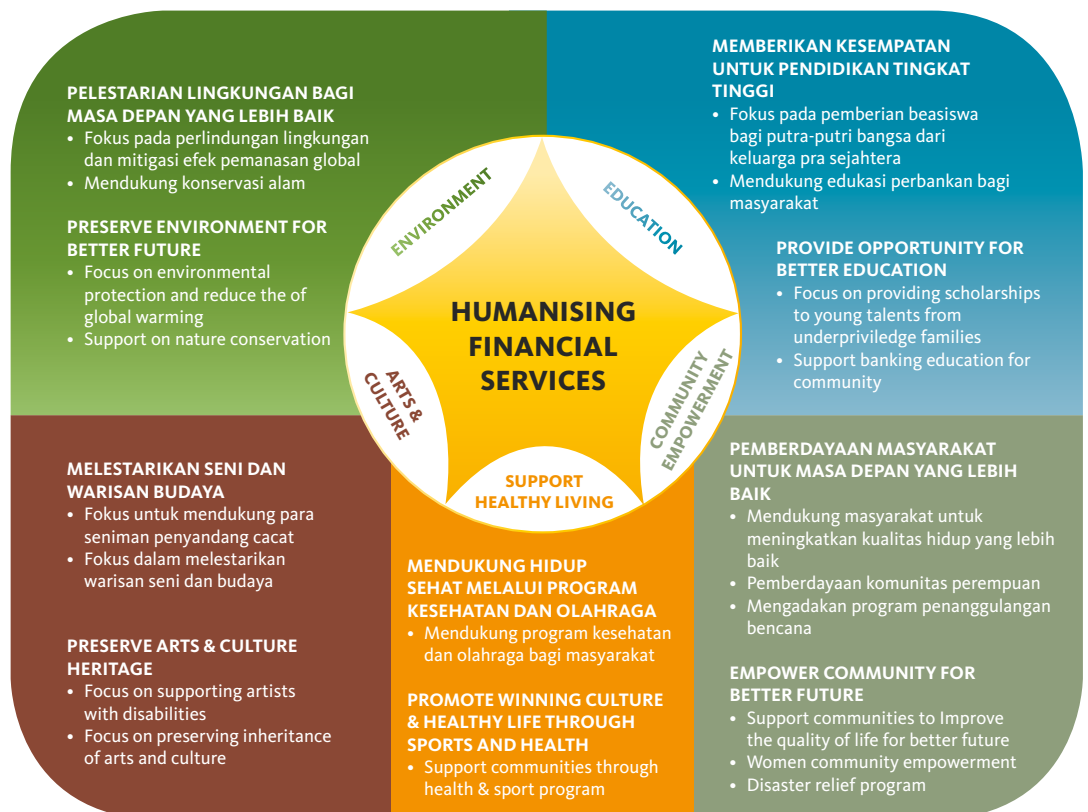 PELESTARIAN LINGKUNGAN BAGI
MASA DEPAN YANG LEBIH BAIK
• Fokus pada perlindungan lingkungan
dan mitigasi efek pemanasan global
• Mendukung konservasi alam
PRESERVE ENVIRONMENT FOR
BETTER FUTURE
• Focus on environmental
protection and reduce the of
global warming
• Support on nature conservation
MEMBERIKAN KESEMPATAN
UNTUK PENDIDIKAN TINGKAT
TINGGI
• Fokus pada pemberian beasiswa
bagi putra-putri bangsa dari
keluarga pra sejahtera
• Mendukung edukasi perbankan bagi
masyarakat
PROVIDE OPPORTUNITY FOR
BETTER EDUCATION
• Focus on providing scholarships
to young talents from
underpriviledge families
• Support banking education for
community
ENVIRONMENT
EDUCATION
HUMANISING
FINANCIAL
SERVICES
ARTS &
CULTURE
COMMUNITY
EMPOWERMENT
SUPPORT
HEALTHY LIVING
MELESTARIKAN SENI DAN
WARISAN BUDAYA
• Fokus untuk mendukung para
seniman penyandang cacat
• Fokus dalam melestarikan
warisan seni dan budaya
PRESERVE ARTS & CULTURE
HERITAGE
• Focus on supporting artists
with disabilities
• Focus on preserving inheritance
of arts and culture
MENDUKUNG HIDUP
SEHAT MELALUI PROGRAM
KESEHATAN DAN OLAHRAGA
• Mendukung program kesehatan
dan olahraga bagi masyarakat
PROMOTE WINNING CULTURE
& HEALTHY LIFE THROUGH
SPORTS AND HEALTH
• Support communities through
health & sport program
PEMBERDAYAAN MASYARAKAT
UNTUK MASA DEPAN YANG LEBIH
BAIK
• Mendukung masyarakat untuk
meningkatkan kualitas hidup yang lebih
baik
• Pemberdayaan komunitas perempuan
• Mengadakan program penanggulangan
bencana
EMPOWER COMMUNITY FOR
BETTER FUTURE
• Support communities to Improve
the quality of life for better future
• Women community empowerment
• Disaster relief program